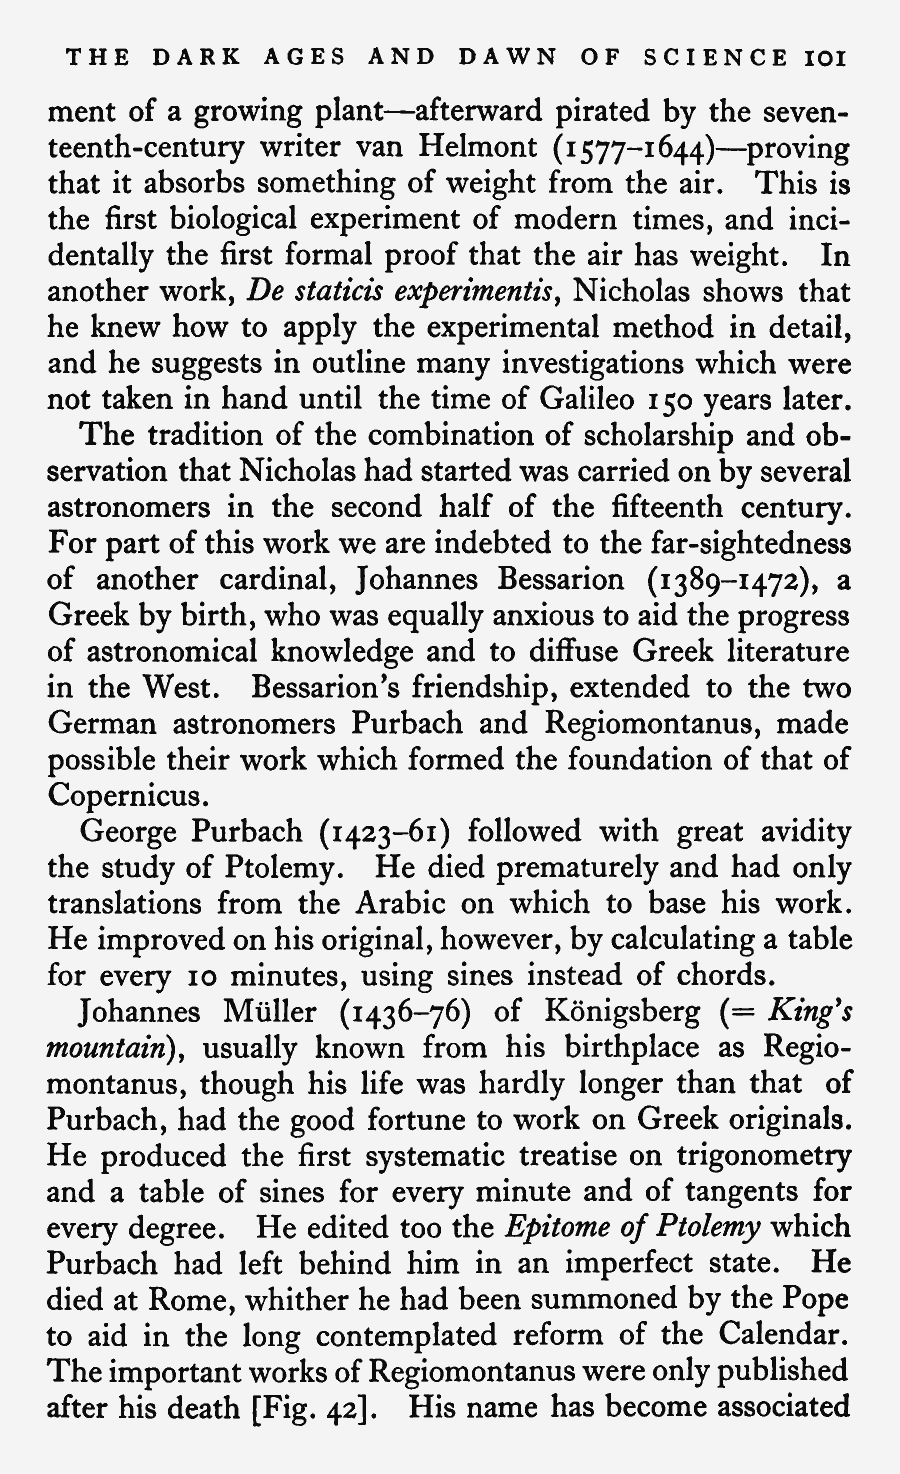 THE DARK AGES AND DAWN OF SCIENCE 101
ment of a growing plant—afterward pirated by the seven-
teenth-century writer van Helmont (1577–1644)—proving
that it absorbs something of weight from the air. This is
the first biological experiment of modern times, and inci-
dentally the first formal proof that the air has weight. In
another work, De staticis experimentis, Nicholas shows that
he knew how to apply the experimental method in detail,
and he suggests in outline many investigations which were
not taken in hand until the time of Galileo 150 years later.
The tradition of the combination of scholarship and ob-
servation that Nicholas had started was carried on by several
astronomers in the second half of the fifteenth century.
For part of this work we are indebted to the far-sightedness
of another cardinal, Johannes Bessarion (1389–1472), a
Greek by birth, who was equally anxious to aid the progress
of astronomical knowledge and to diffuse Greek literature
in the West. Bessarion's friendship, extended to the two
German astronomers Purbach and Regiomontanus, made
possible their work which formed the foundation of that of
Copernicus.
George Purbach (1423–61) followed with great avidity
the study of Ptolemy. He died prematurely and had only
translations from the Arabic on which to base his work.
He improved on his original, however, by calculating a table
for every 10 minutes, using sines instead of chords.
Johannes Müller (1436–76) of Königsberg (= King's
mountain), usually known from his birthplace as Regio-
montanus, though his life was hardly longer than that of
Purbach, had the good fortune to work on Greek originals.
He produced the first systematic treatise on trigonometry
and a table of sines for every minute and of tangents for
every degree. He edited too the Epitome of Ptolemy which
Purbach had left behind him in an imperfect state. He
died at Rome, whither he had been summoned by the Pope
to aid in the long contemplated reform of the Calendar.
The important works of Regiomontanus were only published
after his death [Fig. 42]. His name has become associated